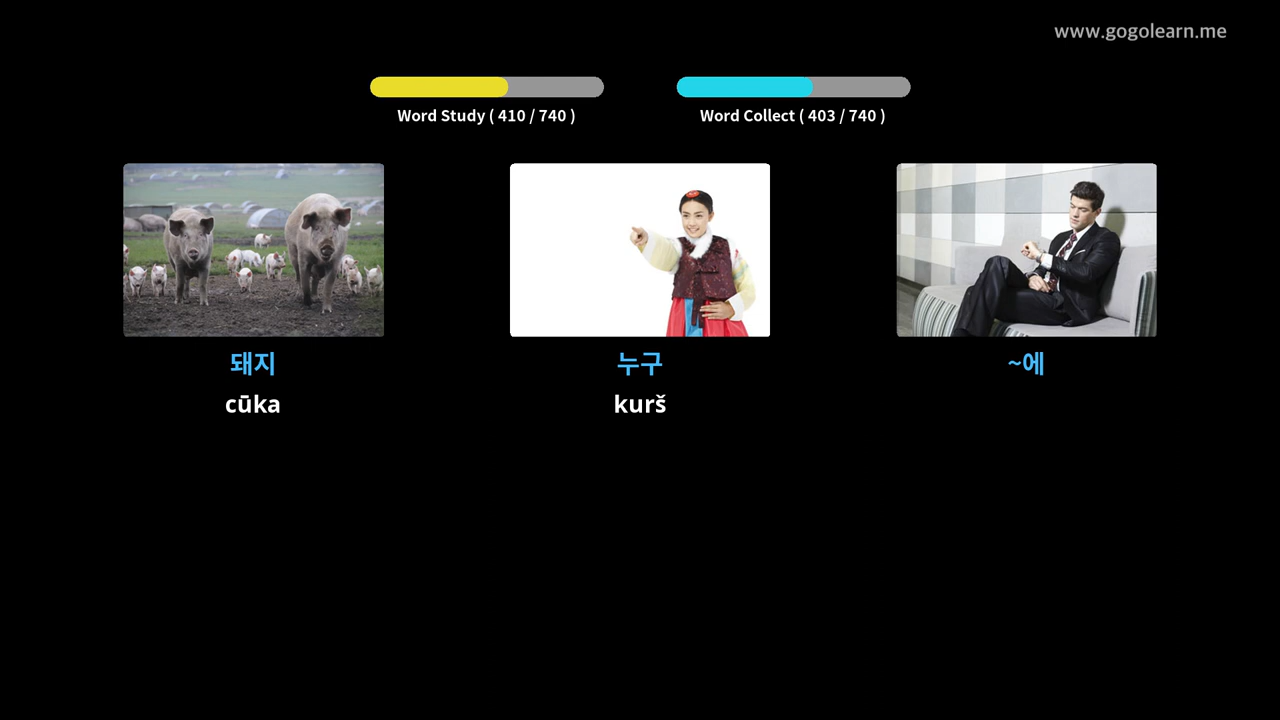 www.gogolearn.me
Word Study ( 410 / 740 )
Word Collect ( 403 / 740 )
돼지
cūka
누구
kurš
~에